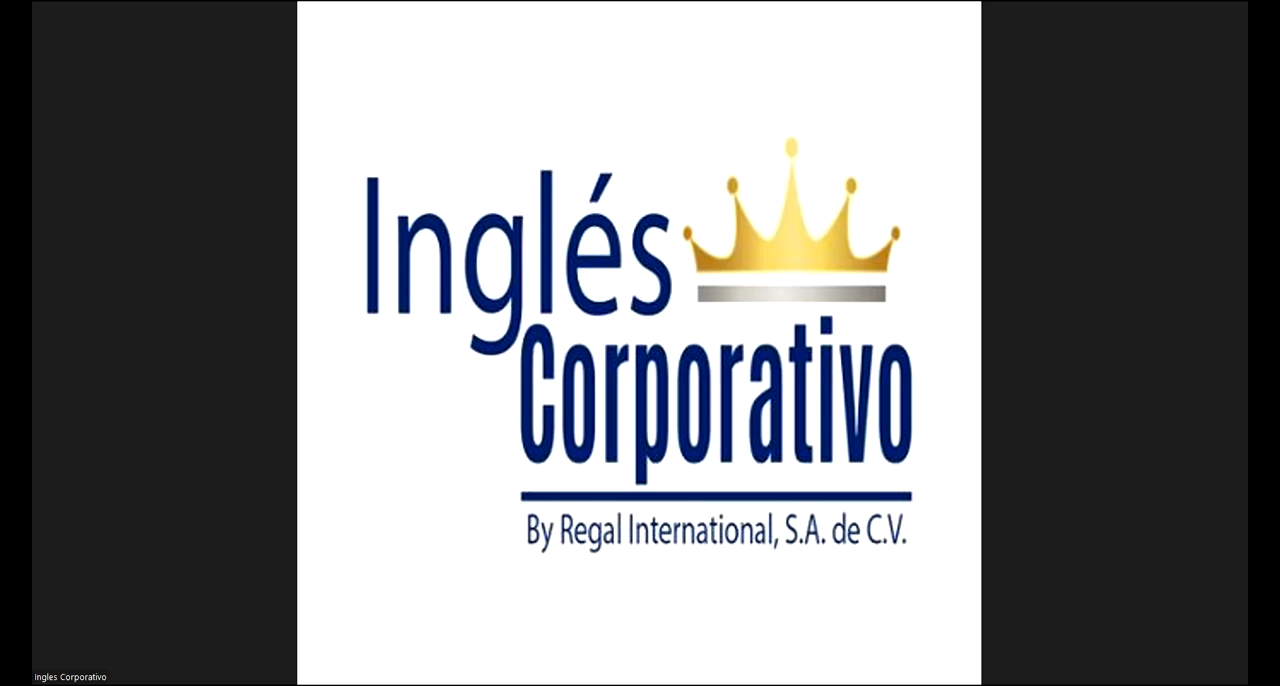 Inglés
Corporativo
By Regal International, S.A. de C.V.
Ingles Corporativo